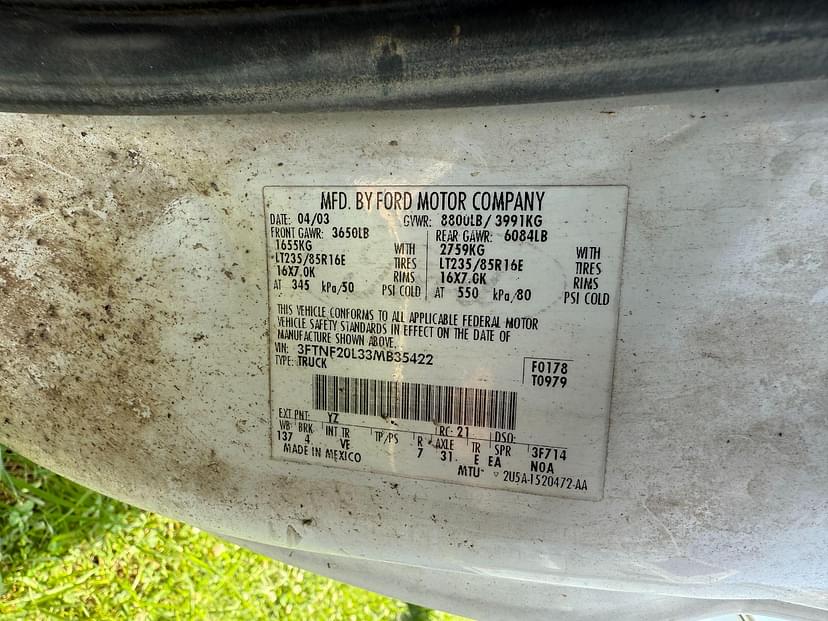 MFD. BY FORD MOTOR COMPANY
DATE: 04/03 GVWR: 8800LB / 3991KG
FRONT GAWR: 3650LB REAR GAWR: 6084LB
1655KG WITH 2759KG WITH
LT235/85R16E TIRES LT235/85R16E TIRES
16X7.0K RIMS 16X7.0K RIMS
AT 345 kPa/50 PSI COLD AT 550 kPa/80 PSI COLD
THIS VEHICLE CONFORMS TO ALL APPLICABLE FEDERAL MOTOR
VEHICLE SAFETY STANDARDS IN EFFECT ON THE DATE OF
MANUFACTURE SHOWN ABOVE.
VIN: 3FTNF20L33MB35422
TYPE: TRUCK
F0178
T0979
EXT PNT: YZ RC: 21 DSO:
WB BRK INT TR TP/PS R AXLE TR SPR 3F714
137 4 VE 7 31 E EA N0A
MADE IN MEXICO MTU 2U5A-1520472-AA